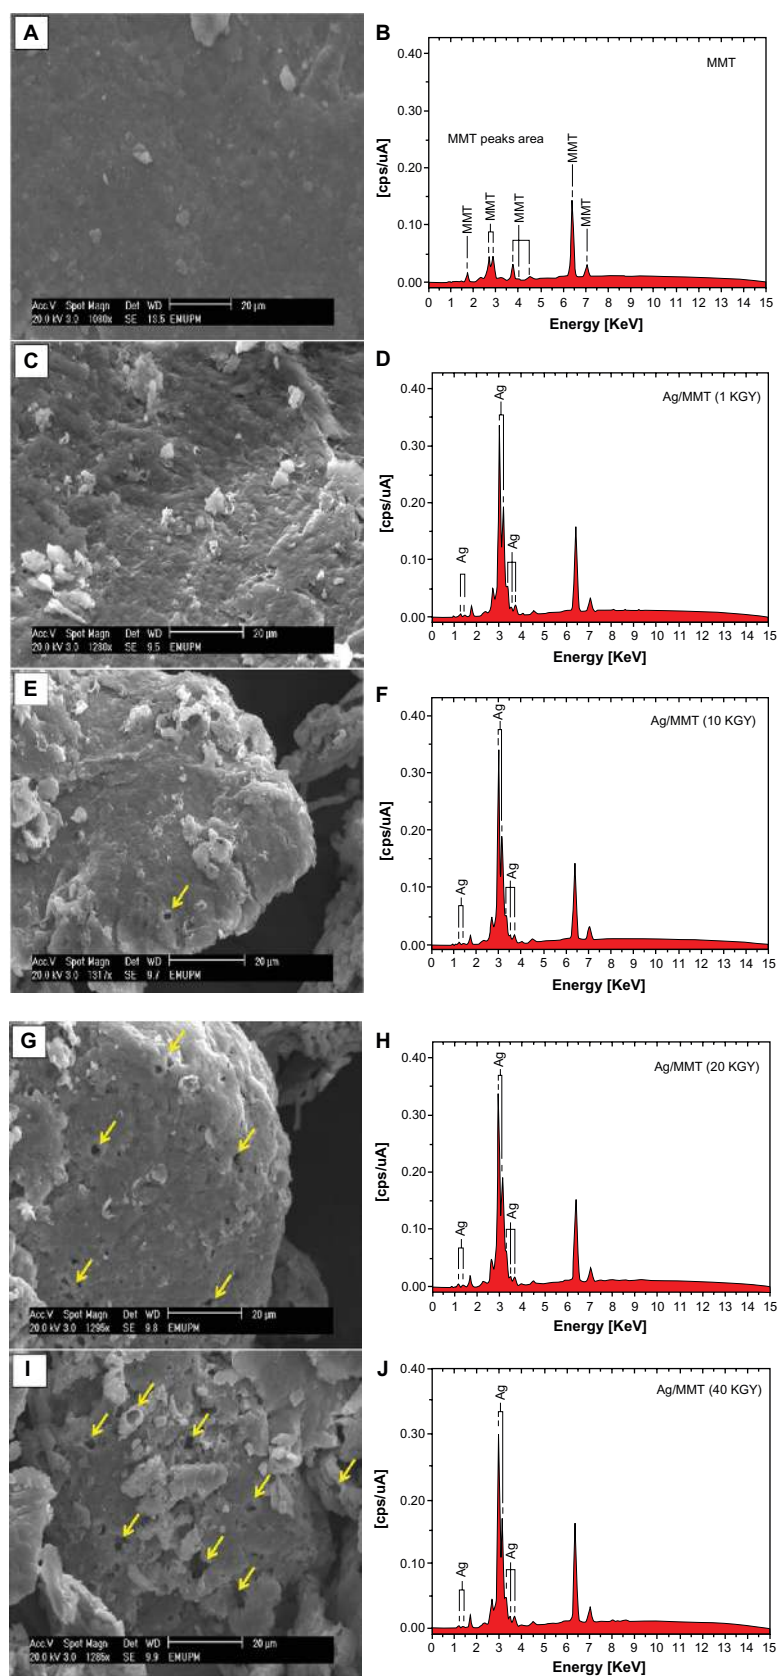 A
Acc.V Spot Magn Det WD 20 µm
20.0 kV 3.0 1080x SE 13.5 EMUPM
B
MMT
MMT peaks area
MMT
MMT
MMT
MMT
MMT
[cps/uA]
0.40
0.30
0.20
0.10
0.00
0 1 2 3 4 5 6 7 8 9 10 11 12 13 14 15
Energy [KeV]
C
Acc.V Spot Magn Det WD 20 µm
20.0 kV 3.0 1280x SE 9.5 EMUPM
D
Ag/MMT (1 KGY)
Ag
Ag
Ag
[cps/uA]
0.40
0.30
0.20
0.10
0.00
0 1 2 3 4 5 6 7 8 9 10 11 12 13 14 15
Energy [KeV]
E
Acc.V Spot Magn Det WD 20 µm
20.0 kV 3.0 1317x SE 9.7 EMUPM
F
Ag/MMT (10 KGY)
Ag
Ag
Ag
[cps/uA]
0.40
0.30
0.20
0.10
0.00
0 1 2 3 4 5 6 7 8 9 10 11 12 13 14 15
Energy [KeV]
G
Acc.V Spot Magn Det WD 20 µm
20.0 kV 3.0 1295x SE 9.8 EMUPM
H
Ag/MMT (20 KGY)
Ag
Ag
Ag
[cps/uA]
0.40
0.30
0.20
0.10
0.00
0 1 2 3 4 5 6 7 8 9 10 11 12 13 14 15
Energy [KeV]
I
Acc.V Spot Magn Det WD 20 µm
20.0 kV 3.0 1285x SE 9.9 EMUPM
J
Ag/MMT (40 KGY)
Ag
Ag
Ag
[cps/uA]
0.40
0.30
0.20
0.10
0.00
0 1 2 3 4 5 6 7 8 9 10 11 12 13 14 15
Energy [KeV]